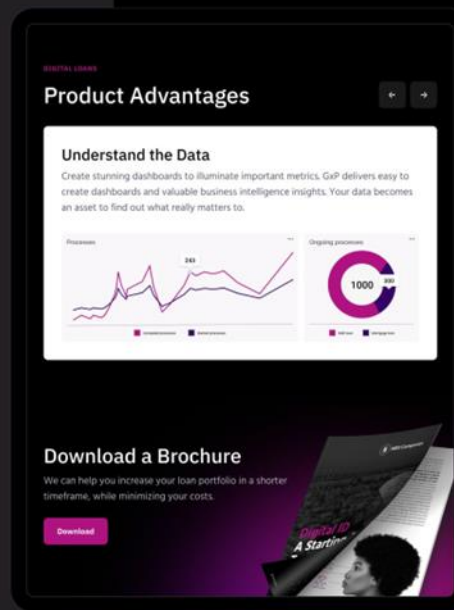 DIGITAL LOANS
Product Advantages
Understand the Data
Create stunning dashboards to illuminate important metrics. GxP delivers easy to
create dashboards and valuable business intelligence insights. Your data becomes
an asset to find out what really matters to.
Processes
243
Ongoing processes
1000
Download a Brochure
We can help you increase your loan portfolio in a shorter
timeframe, while minimizing your costs.
Download
Digital ID
A Starting